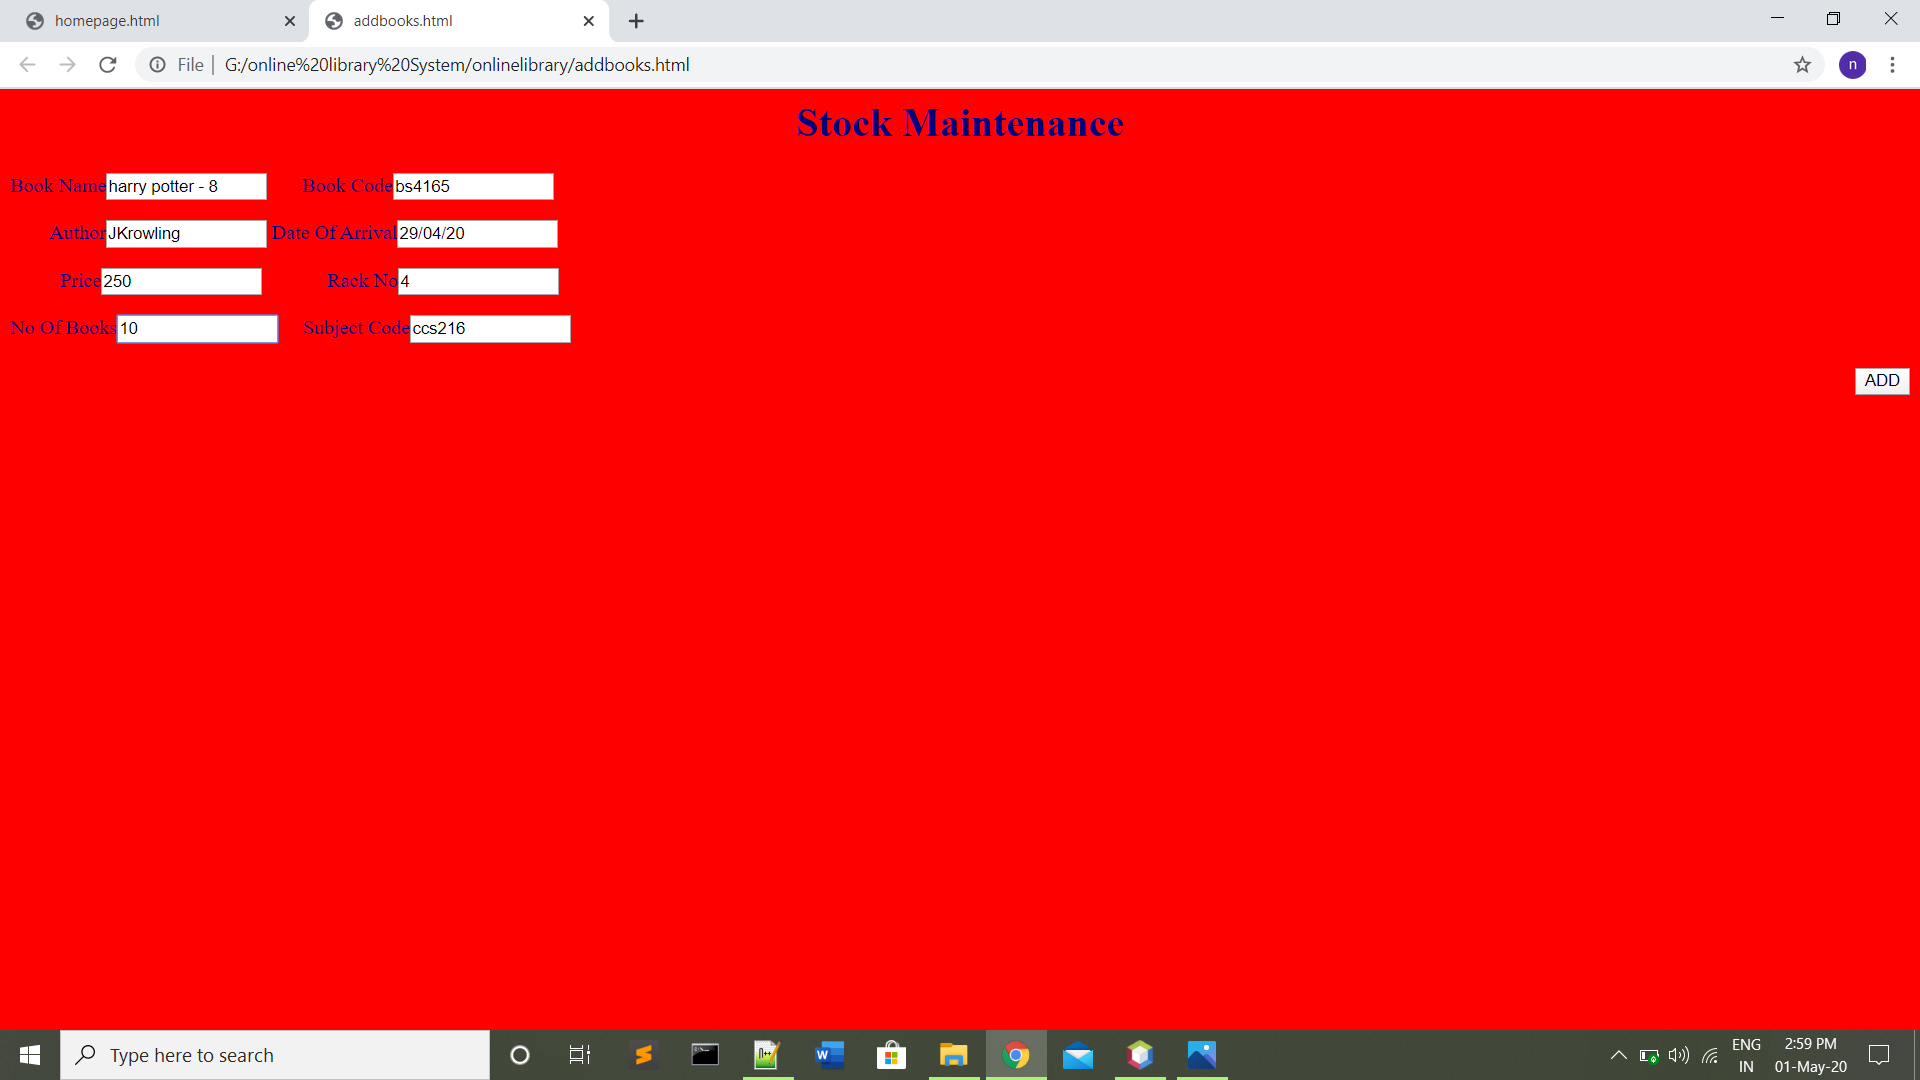 homepage.html addbooks.html
File G:/online%20library%20System/onlinelibrary/addbooks.html n
Stock Maintenance
Book Name harry potter - 8 Book Code bs4165
Author JKrowling Date Of Arrival 29/04/20
Price 250 Rack No 4
No Of Books 10 Subject Code ccs216
ADD
Type here to search
ENG
IN
2:59 PM
01-May-20